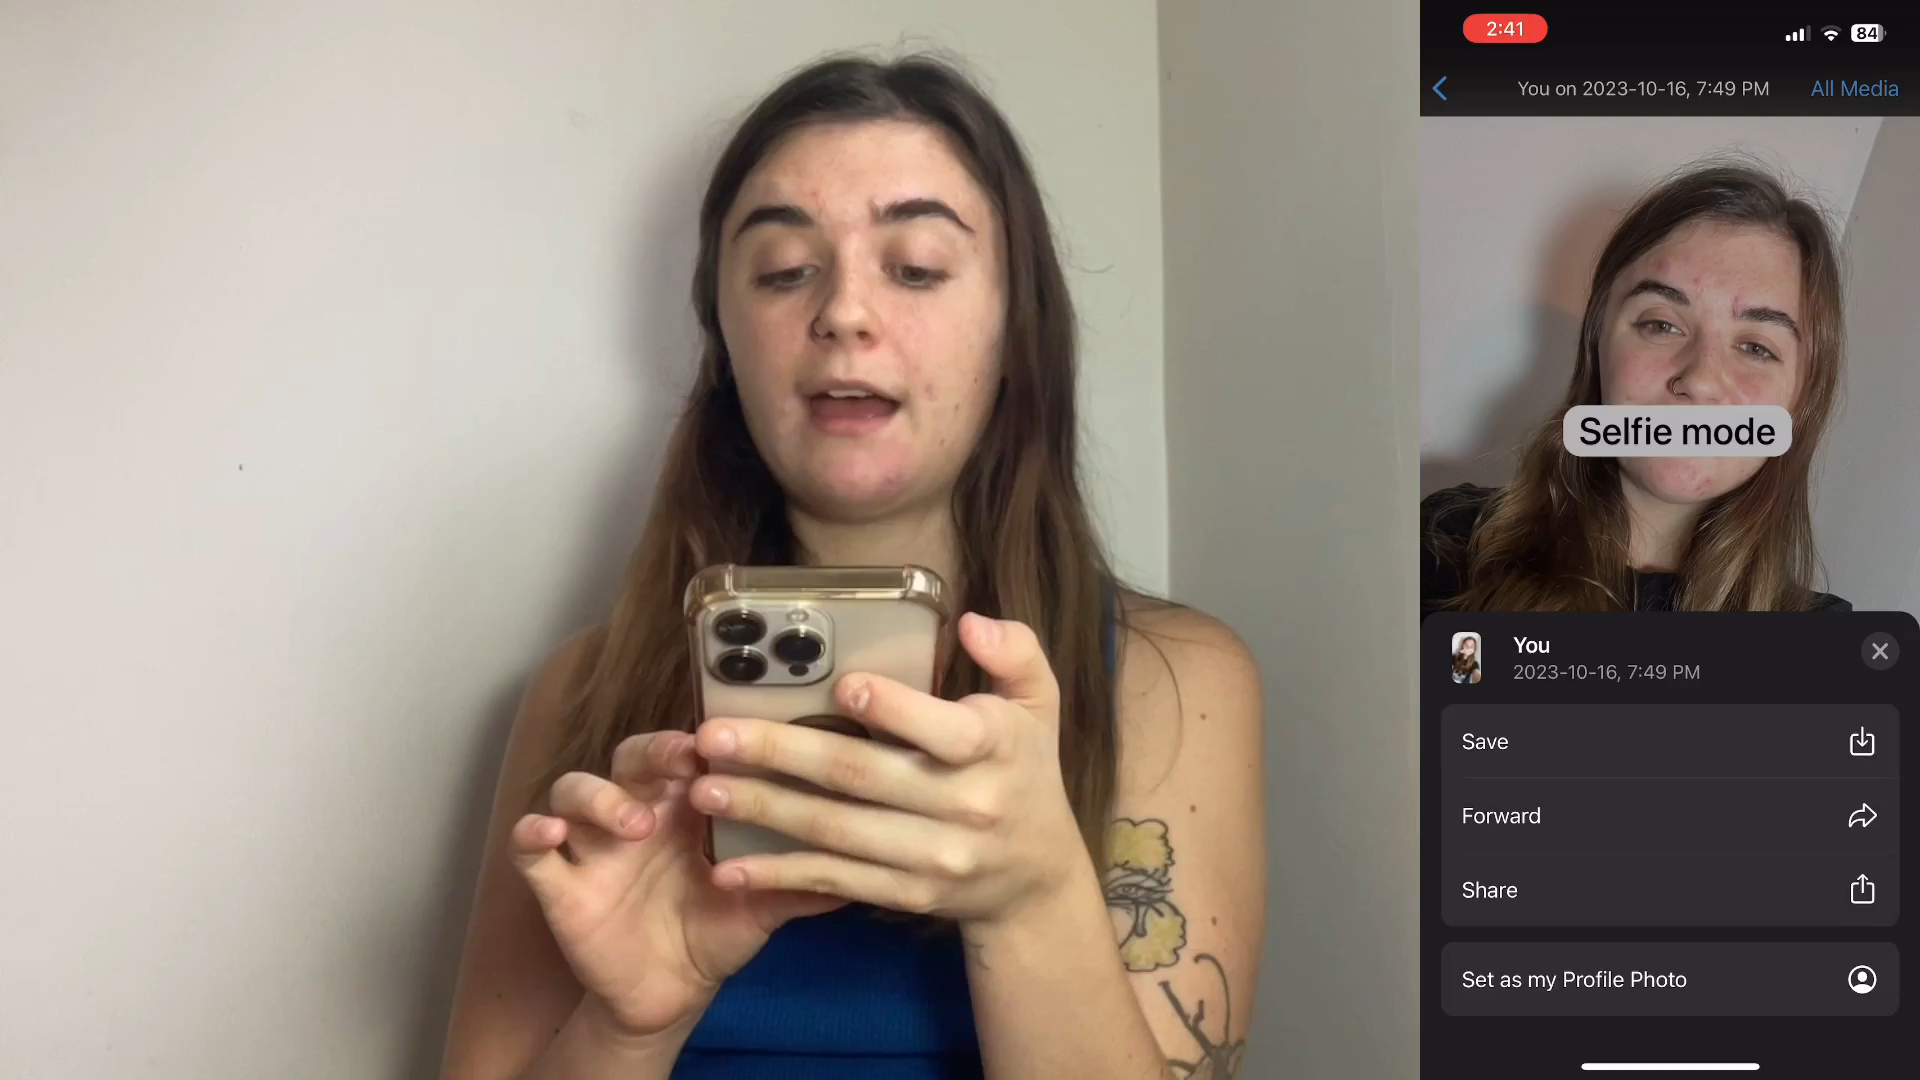 2:41
84
You on 2023-10-16, 7:49 PM
All Media
Selfie mode
You
2023-10-16, 7:49 PM
Save
Forward
Share
Set as my Profile Photo